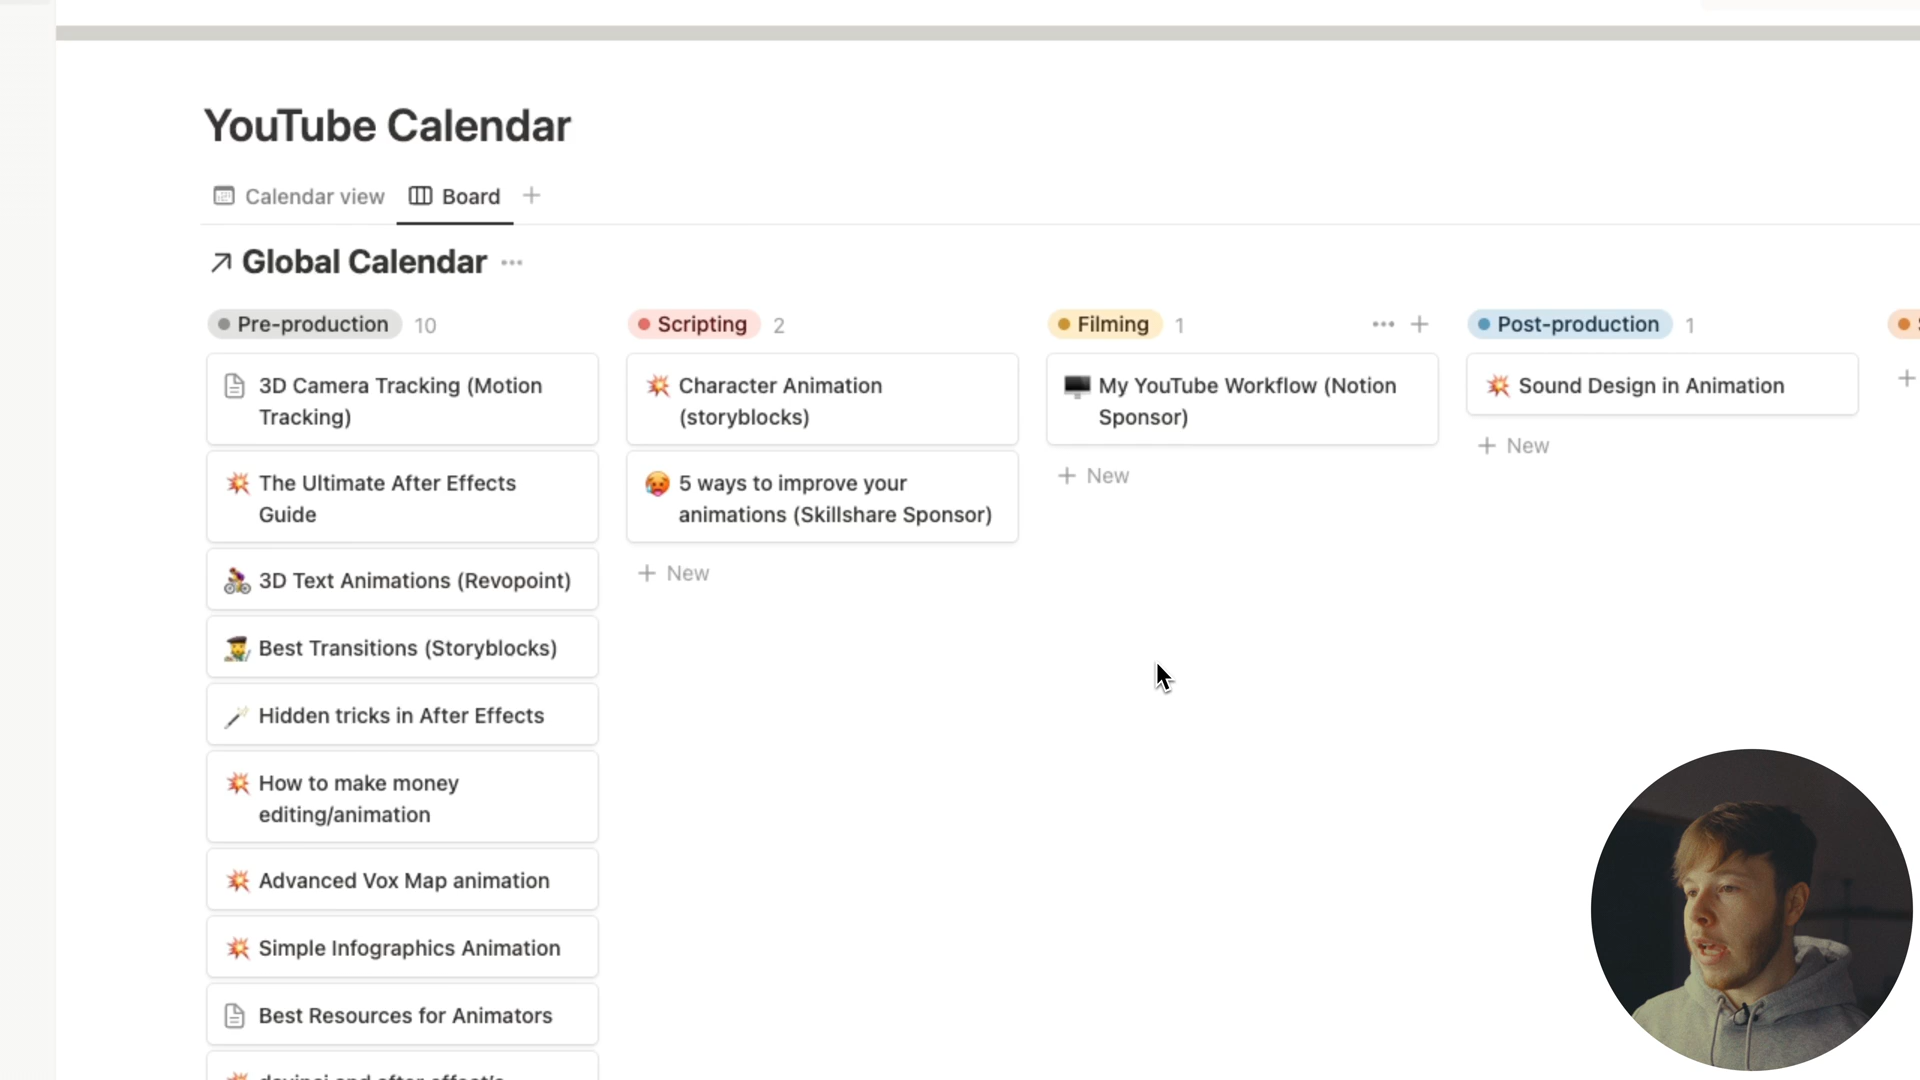 YouTube Calendar
Calendar view
Board
Global Calendar
Pre-production 10
3D Camera Tracking (Motion
Tracking)
The Ultimate After Effects
Guide
3D Text Animations (Revopoint)
Best Transitions (Storyblocks)
Hidden tricks in After Effects
How to make money
editing/animation
Advanced Vox Map animation
Simple Infographics Animation
Best Resources for Animators
Scripting 2
Character Animation
(storyblocks)
5 ways to improve your
animations (Skillshare Sponsor)
+ New
Filming 1
My YouTube Workflow (Notion
Sponsor)
+ New
Post-production 1
Sound Design in Animation
+ New